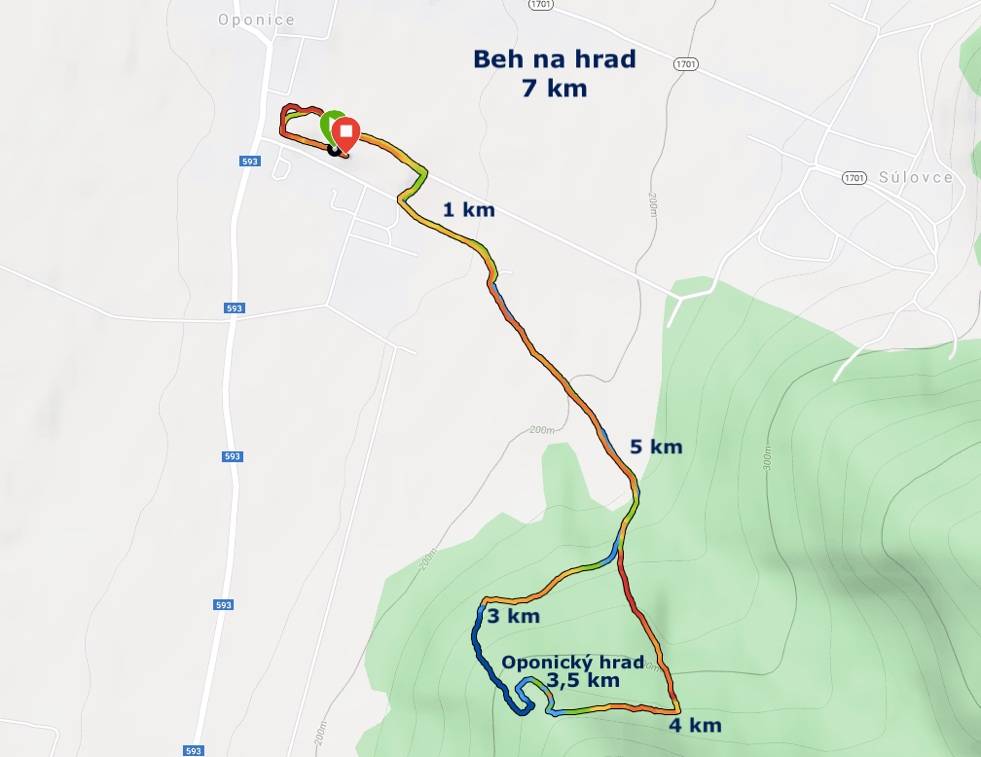 1701
Oponice
Beh na hrad
7 km
1701
593
1701
Súlovce
1 km
200m
593
200m
5 km
300m
593
200m
593
3 km
Oponický hrad
3,5 km
4 km
200m
593